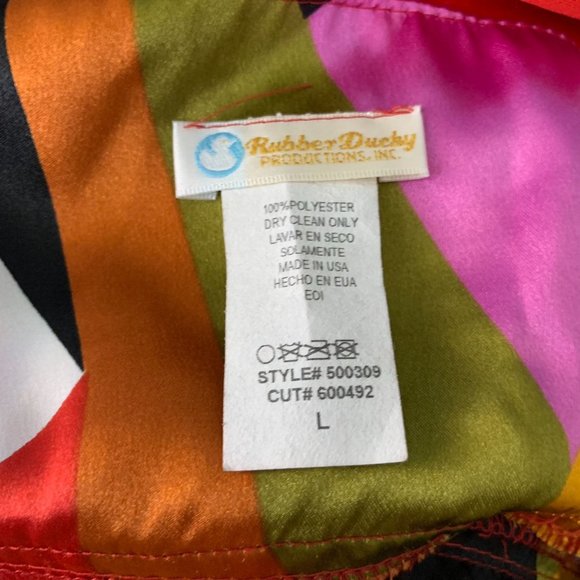 Rubber Ducky
PRODUCTIONS, INC.
100%POLYESTER
DRY CLEAN ONLY
LAVAR EN SECO
SOLAMENTE
MADE IN USA
HECHO EN EUA
EOI
STYLE# 500309
CUT# 600492
L